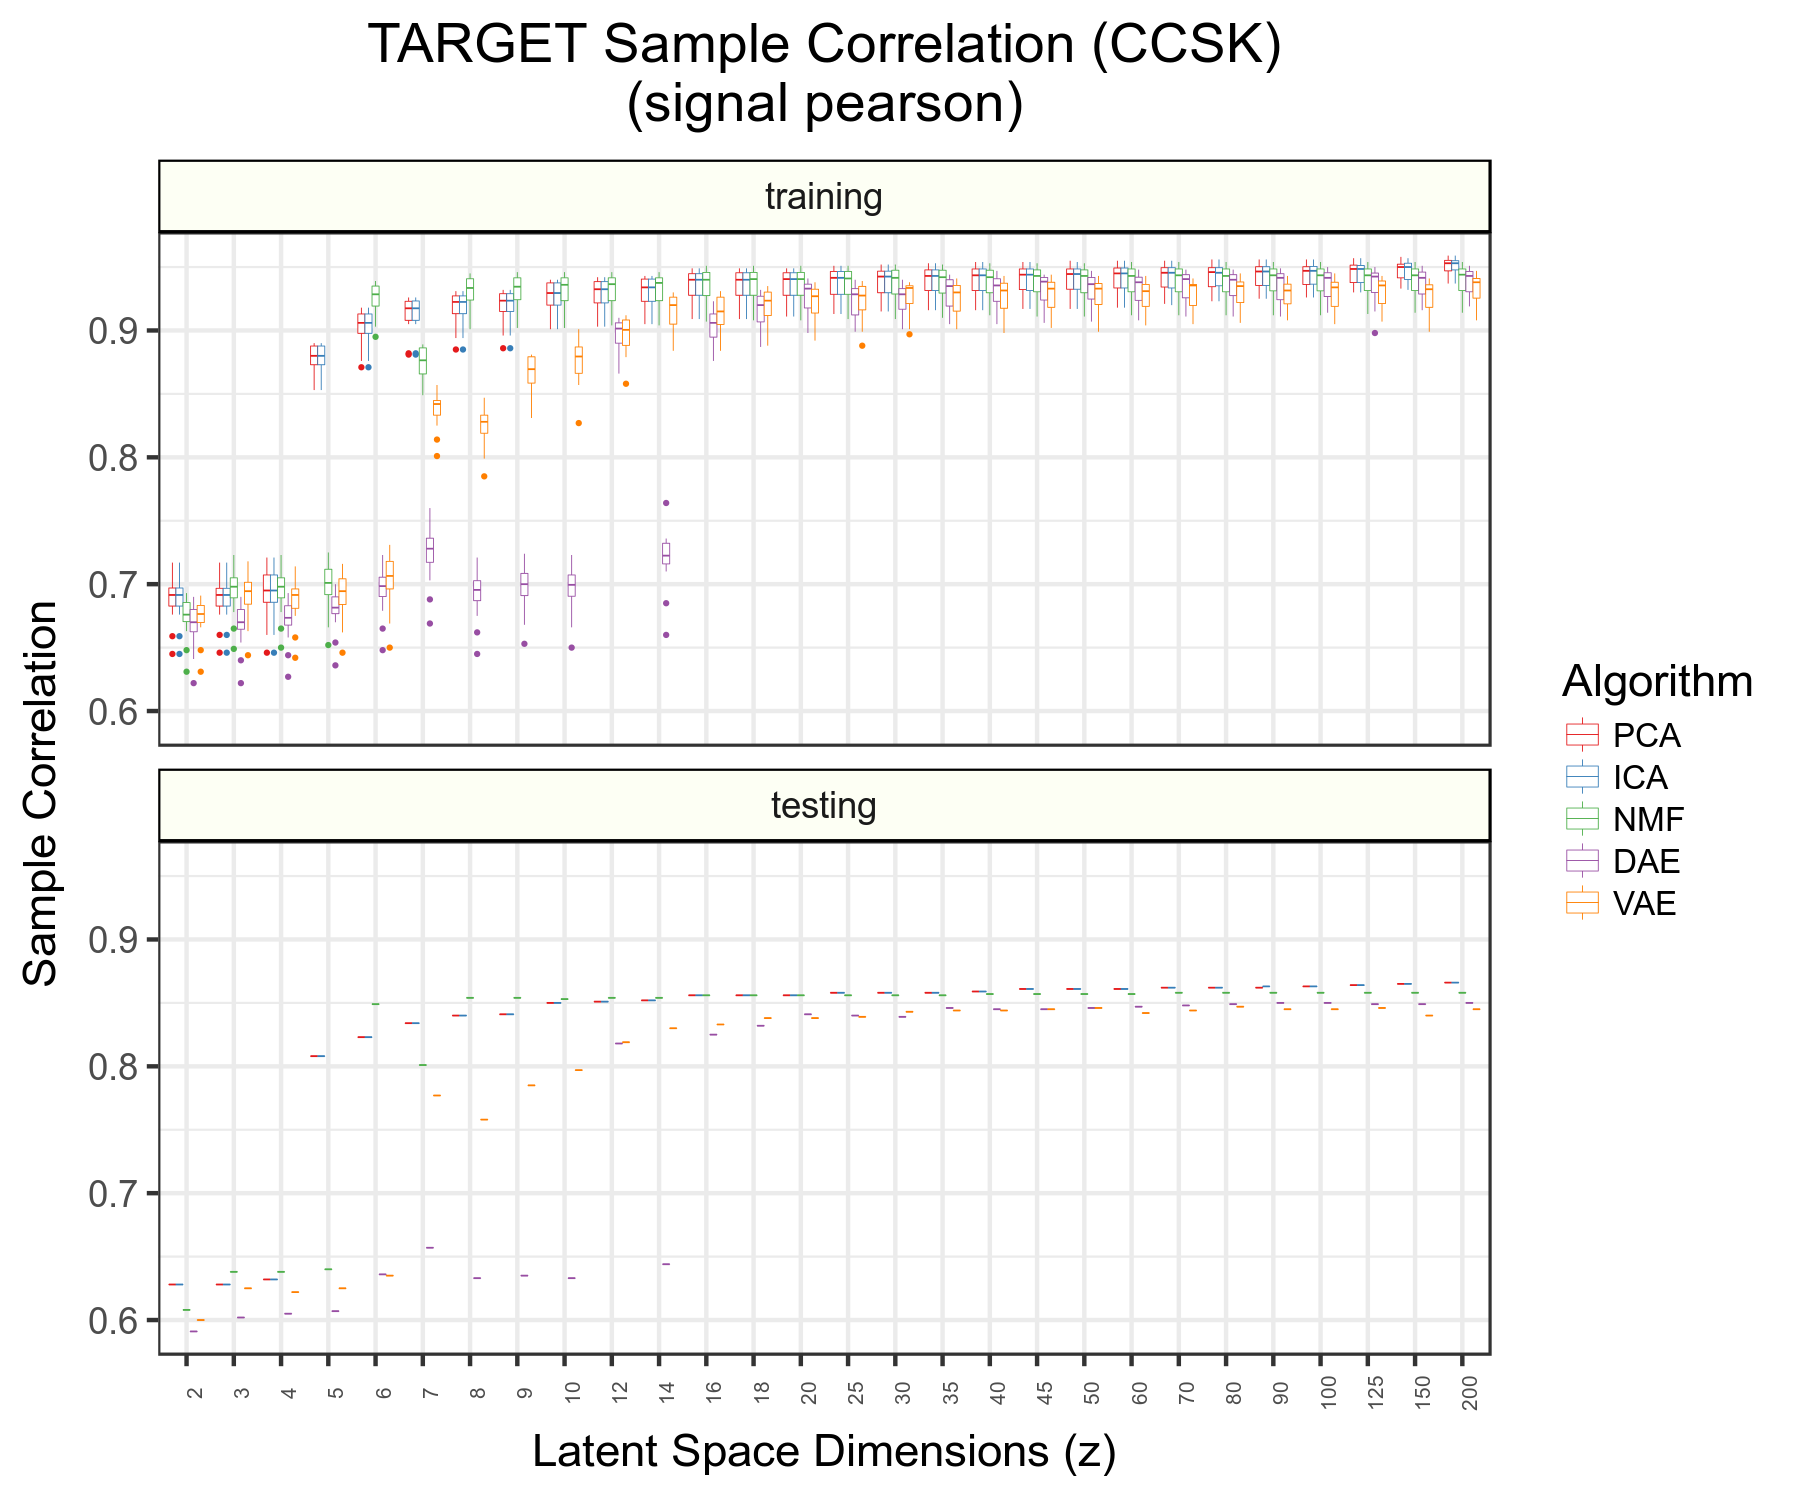 TARGET Sample Correlation (CCSK)
(signal pearson)
training
0.9
0.8
0.7
0.6
testing
0.9
0.8
0.7
0.6
Sample Correlation
2 3 4 5 6 7 8 9 10 12 14 16 18 20 25 30 35 40 45 50 60 70 80 90 100 125 150 200
Latent Space Dimensions (z)
Algorithm
PCA
ICA
NMF
DAE
VAE